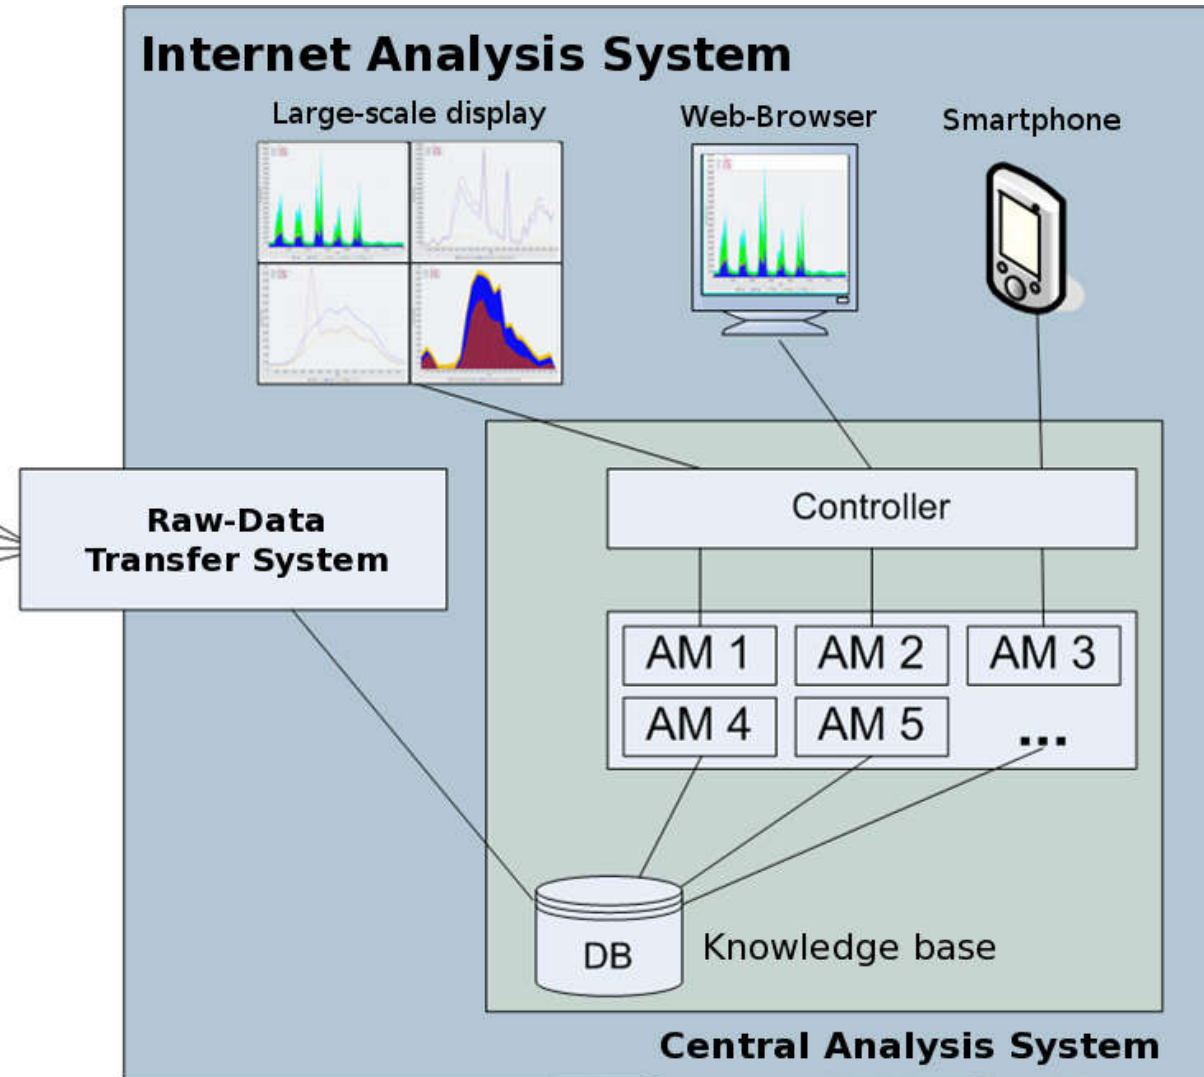 Internet Analysis System
Large-scale display
Web-Browser
Smartphone
Raw-Data
Transfer System
Controller
AM 1
AM 2
AM 3
AM 4
AM 5
...
DB
Knowledge base
Central Analysis System